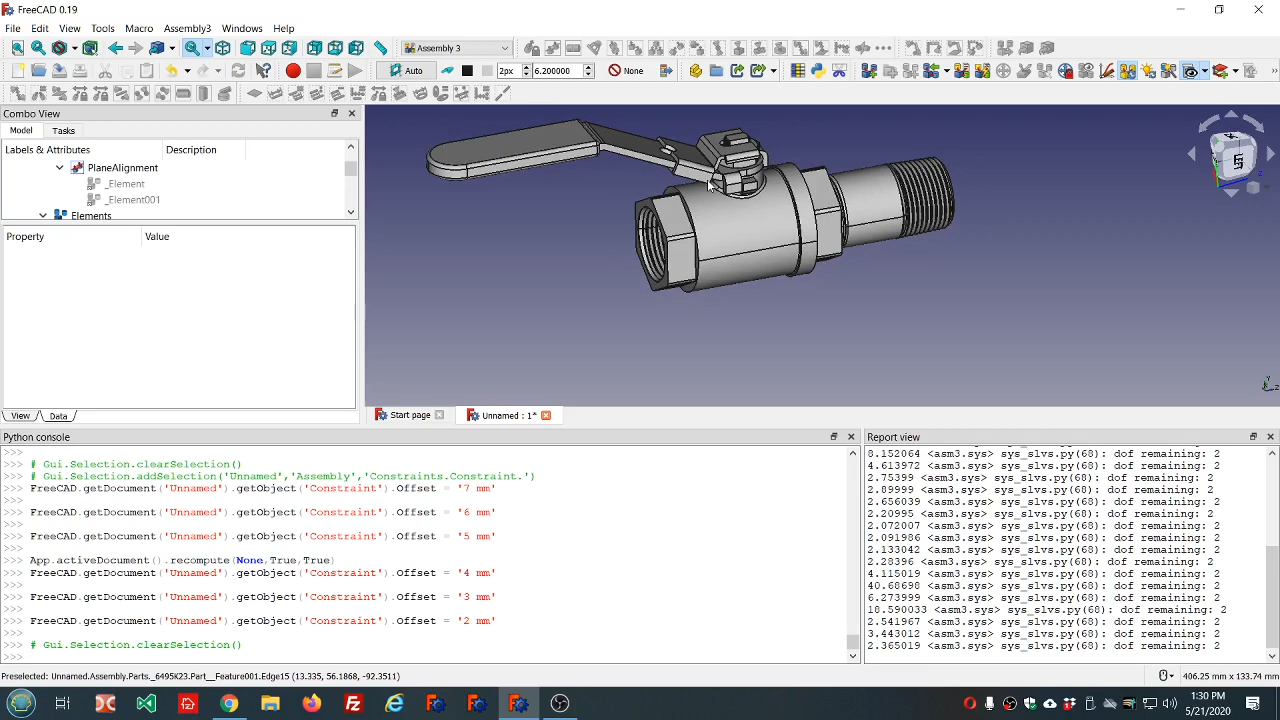 FreeCAD 0.19
File Edit View Tools Macro Assembly3 Windows Help
Assembly 3
Auto 2px 6.200000 None
Combo View
Model Tasks
Labels & Attributes Description
PlaneAlignment
_Element
_Element001
Elements
Property Value
View Data
Start page Unnamed : 1*
Python console
>>>
>>> # Gui.Selection.clearSelection()
>>> # Gui.Selection.addSelection('Unnamed','Assembly','Constraints.Constraint.')
>>> FreeCAD.getDocument('Unnamed').getObject('Constraint').Offset = '7 mm'
>>>
>>> FreeCAD.getDocument('Unnamed').getObject('Constraint').Offset = '6 mm'
>>>
>>> FreeCAD.getDocument('Unnamed').getObject('Constraint').Offset = '5 mm'
>>>
>>> App.activeDocument().recompute(None,True,True)
>>> FreeCAD.getDocument('Unnamed').getObject('Constraint').Offset = '4 mm'
>>>
>>> FreeCAD.getDocument('Unnamed').getObject('Constraint').Offset = '3 mm'
>>>
>>> FreeCAD.getDocument('Unnamed').getObject('Constraint').Offset = '2 mm'
>>>
>>> # Gui.Selection.clearSelection()
>>>
Report view
8.152064 <asm3.sys> sys_slvs.py(68): dof remaining: 2
4.613972 <asm3.sys> sys_slvs.py(68): dof remaining: 2
2.75399 <asm3.sys> sys_slvs.py(68): dof remaining: 2
2.89999 <asm3.sys> sys_slvs.py(68): dof remaining: 2
2.656039 <asm3.sys> sys_slvs.py(68): dof remaining: 2
2.20995 <asm3.sys> sys_slvs.py(68): dof remaining: 2
2.072007 <asm3.sys> sys_slvs.py(68): dof remaining: 2
2.091986 <asm3.sys> sys_slvs.py(68): dof remaining: 2
2.133042 <asm3.sys> sys_slvs.py(68): dof remaining: 2
2.28396 <asm3.sys> sys_slvs.py(68): dof remaining: 2
4.115019 <asm3.sys> sys_slvs.py(68): dof remaining: 2
40.68698 <asm3.sys> sys_slvs.py(68): dof remaining: 2
6.273999 <asm3.sys> sys_slvs.py(68): dof remaining: 2
18.590033 <asm3.sys> sys_slvs.py(68): dof remaining: 2
2.541967 <asm3.sys> sys_slvs.py(68): dof remaining: 2
3.443012 <asm3.sys> sys_slvs.py(68): dof remaining: 2
2.365019 <asm3.sys> sys_slvs.py(68): dof remaining: 2
Preselected: Unnamed.Assembly.Parts._6495K23.Part__Feature001.Edge15 (13.335, 56.1868, -92.3511)
406.25 mm x 133.74 mm
1:30 PM
5/21/2020